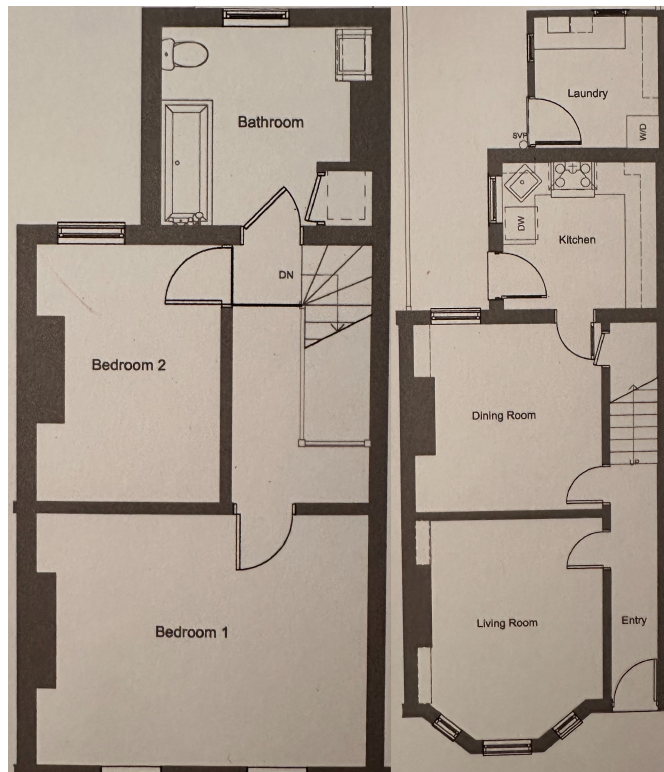 Bathroom
DN
Bedroom 2
Bedroom 1
Laundry
W/D
SVP
DW
Kitchen
Dining Room
UP
Living Room
Entry